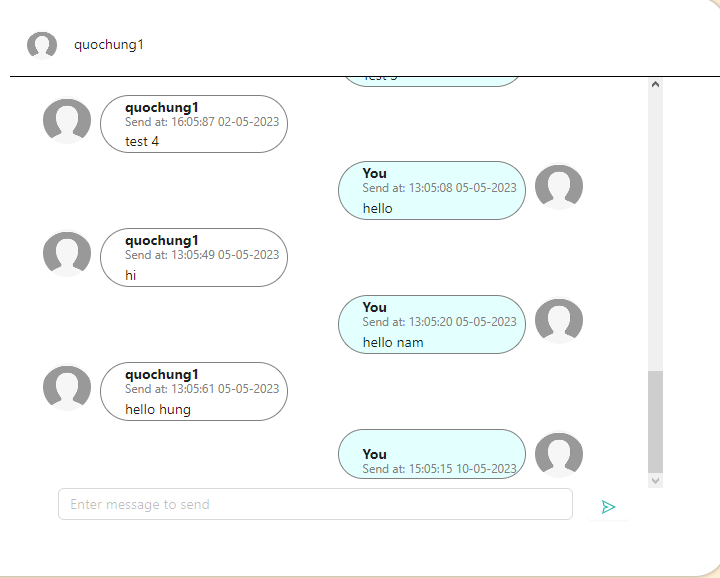 quochung1
test 3
quochung1
Send at: 16:05:87 02-05-2023
test 4
You
Send at: 13:05:08 05-05-2023
hello
quochung1
Send at: 13:05:49 05-05-2023
hi
You
Send at: 13:05:20 05-05-2023
hello nam
quochung1
Send at: 13:05:61 05-05-2023
hello hung
You
Send at: 15:05:15 10-05-2023
Enter message to send